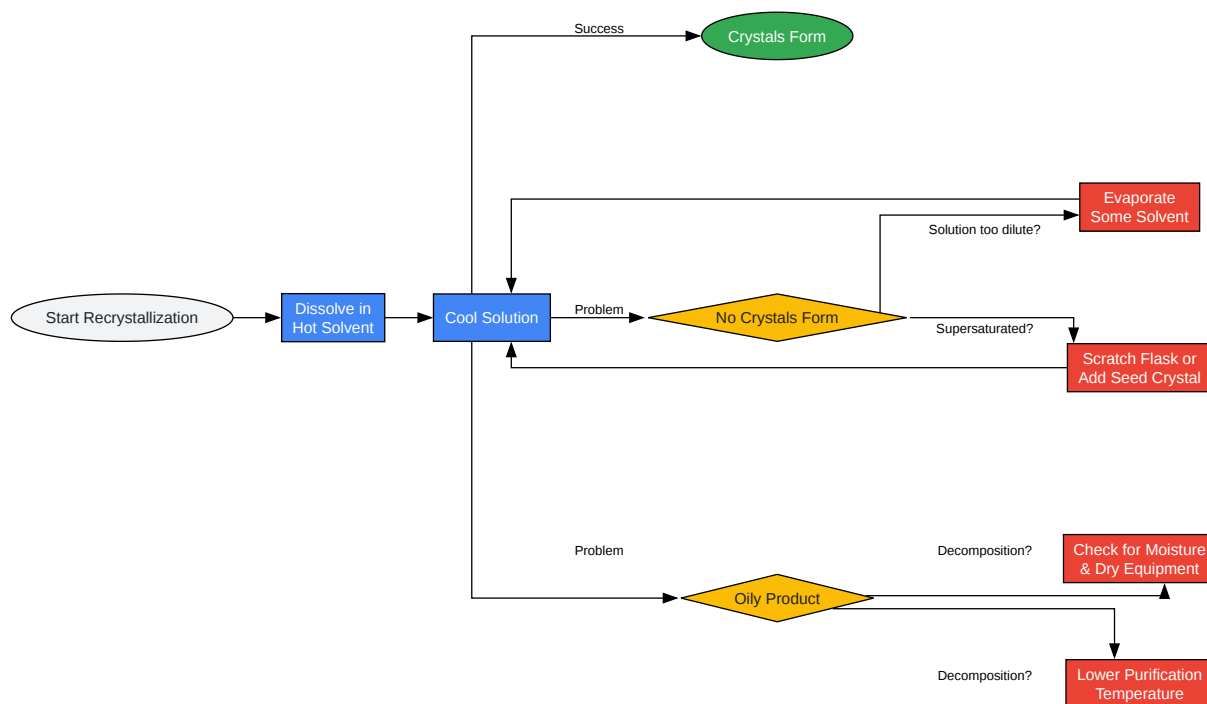 Success
Crystals Form
Evaporate
Some Solvent
Solution too dilute?
Start Recrystallization
Dissolve in
Hot Solvent
Cool Solution
Problem
No Crystals Form
Supersaturated?
Scratch Flask or
Add Seed Crystal
Problem
Decomposition?
Check for Moisture
& Dry Equipment
Oily Product
Decomposition?
Lower Purification
Temperature